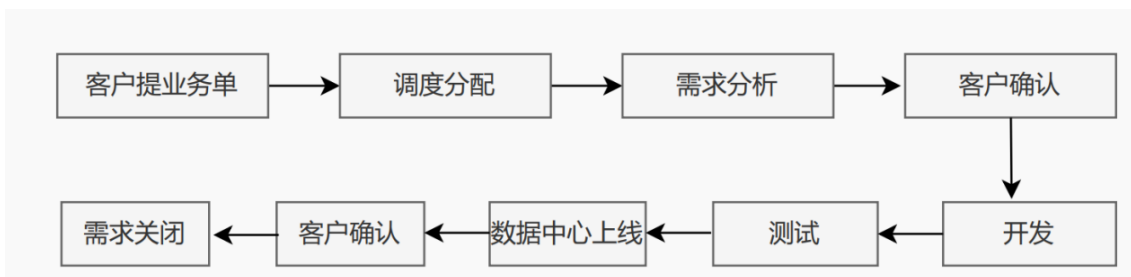 客户提业务单
调度分配
需求分析
客户确认
开发
测试
数据中心上线
客户确认
需求关闭